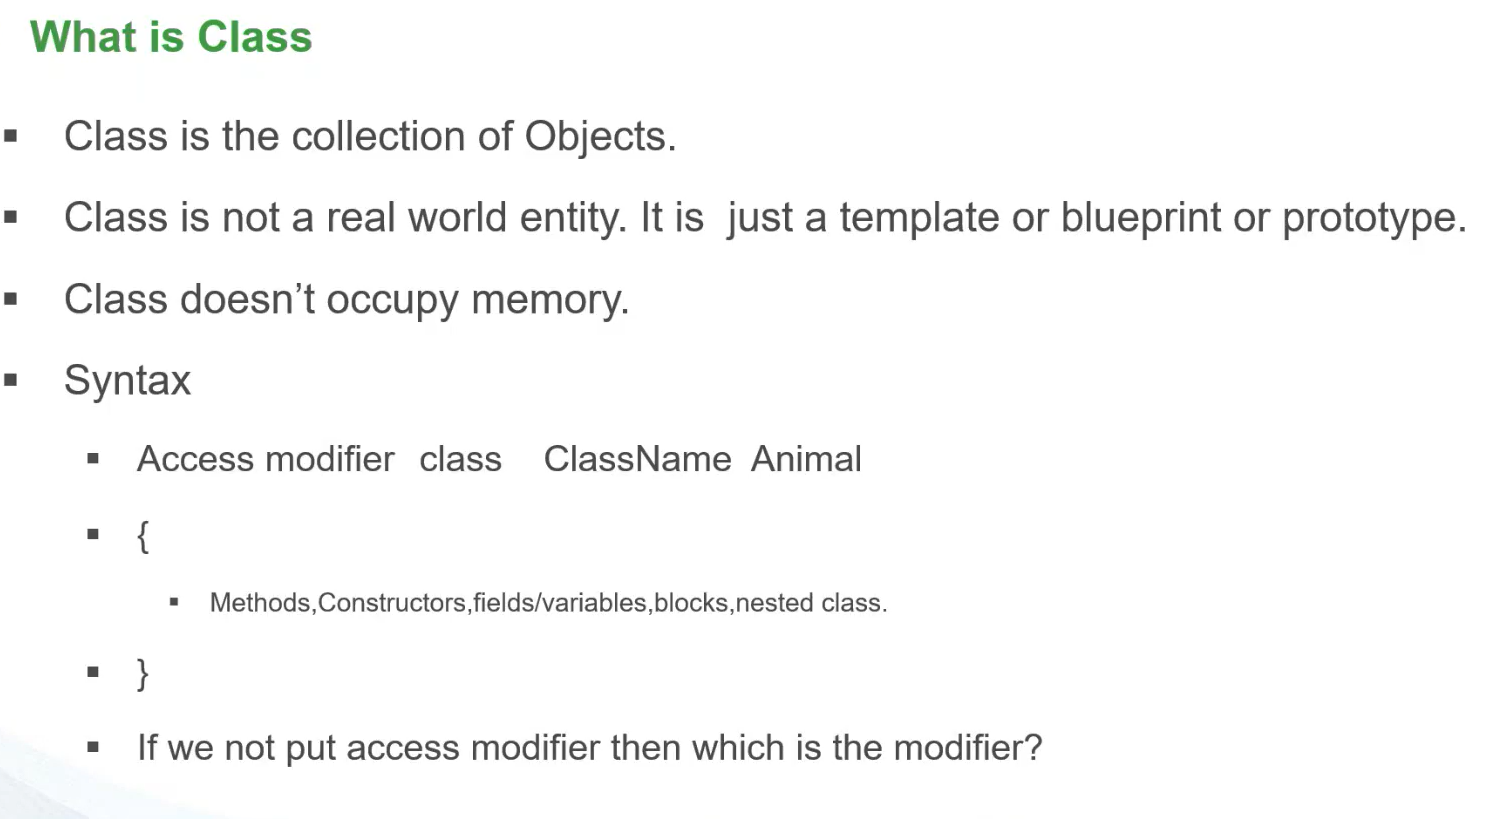 What is Class
▪ Class is the collection of Objects.
▪ Class is not a real world entity. It is  just a template or blueprint or prototype.
▪ Class doesn’t occupy memory.
▪ Syntax
▪ Access modifier  class    ClassName  Animal
▪ {
▪ Methods,Constructors,fields/variables,blocks,nested class.
▪ }
▪ If we not put access modifier then which is the modifier?